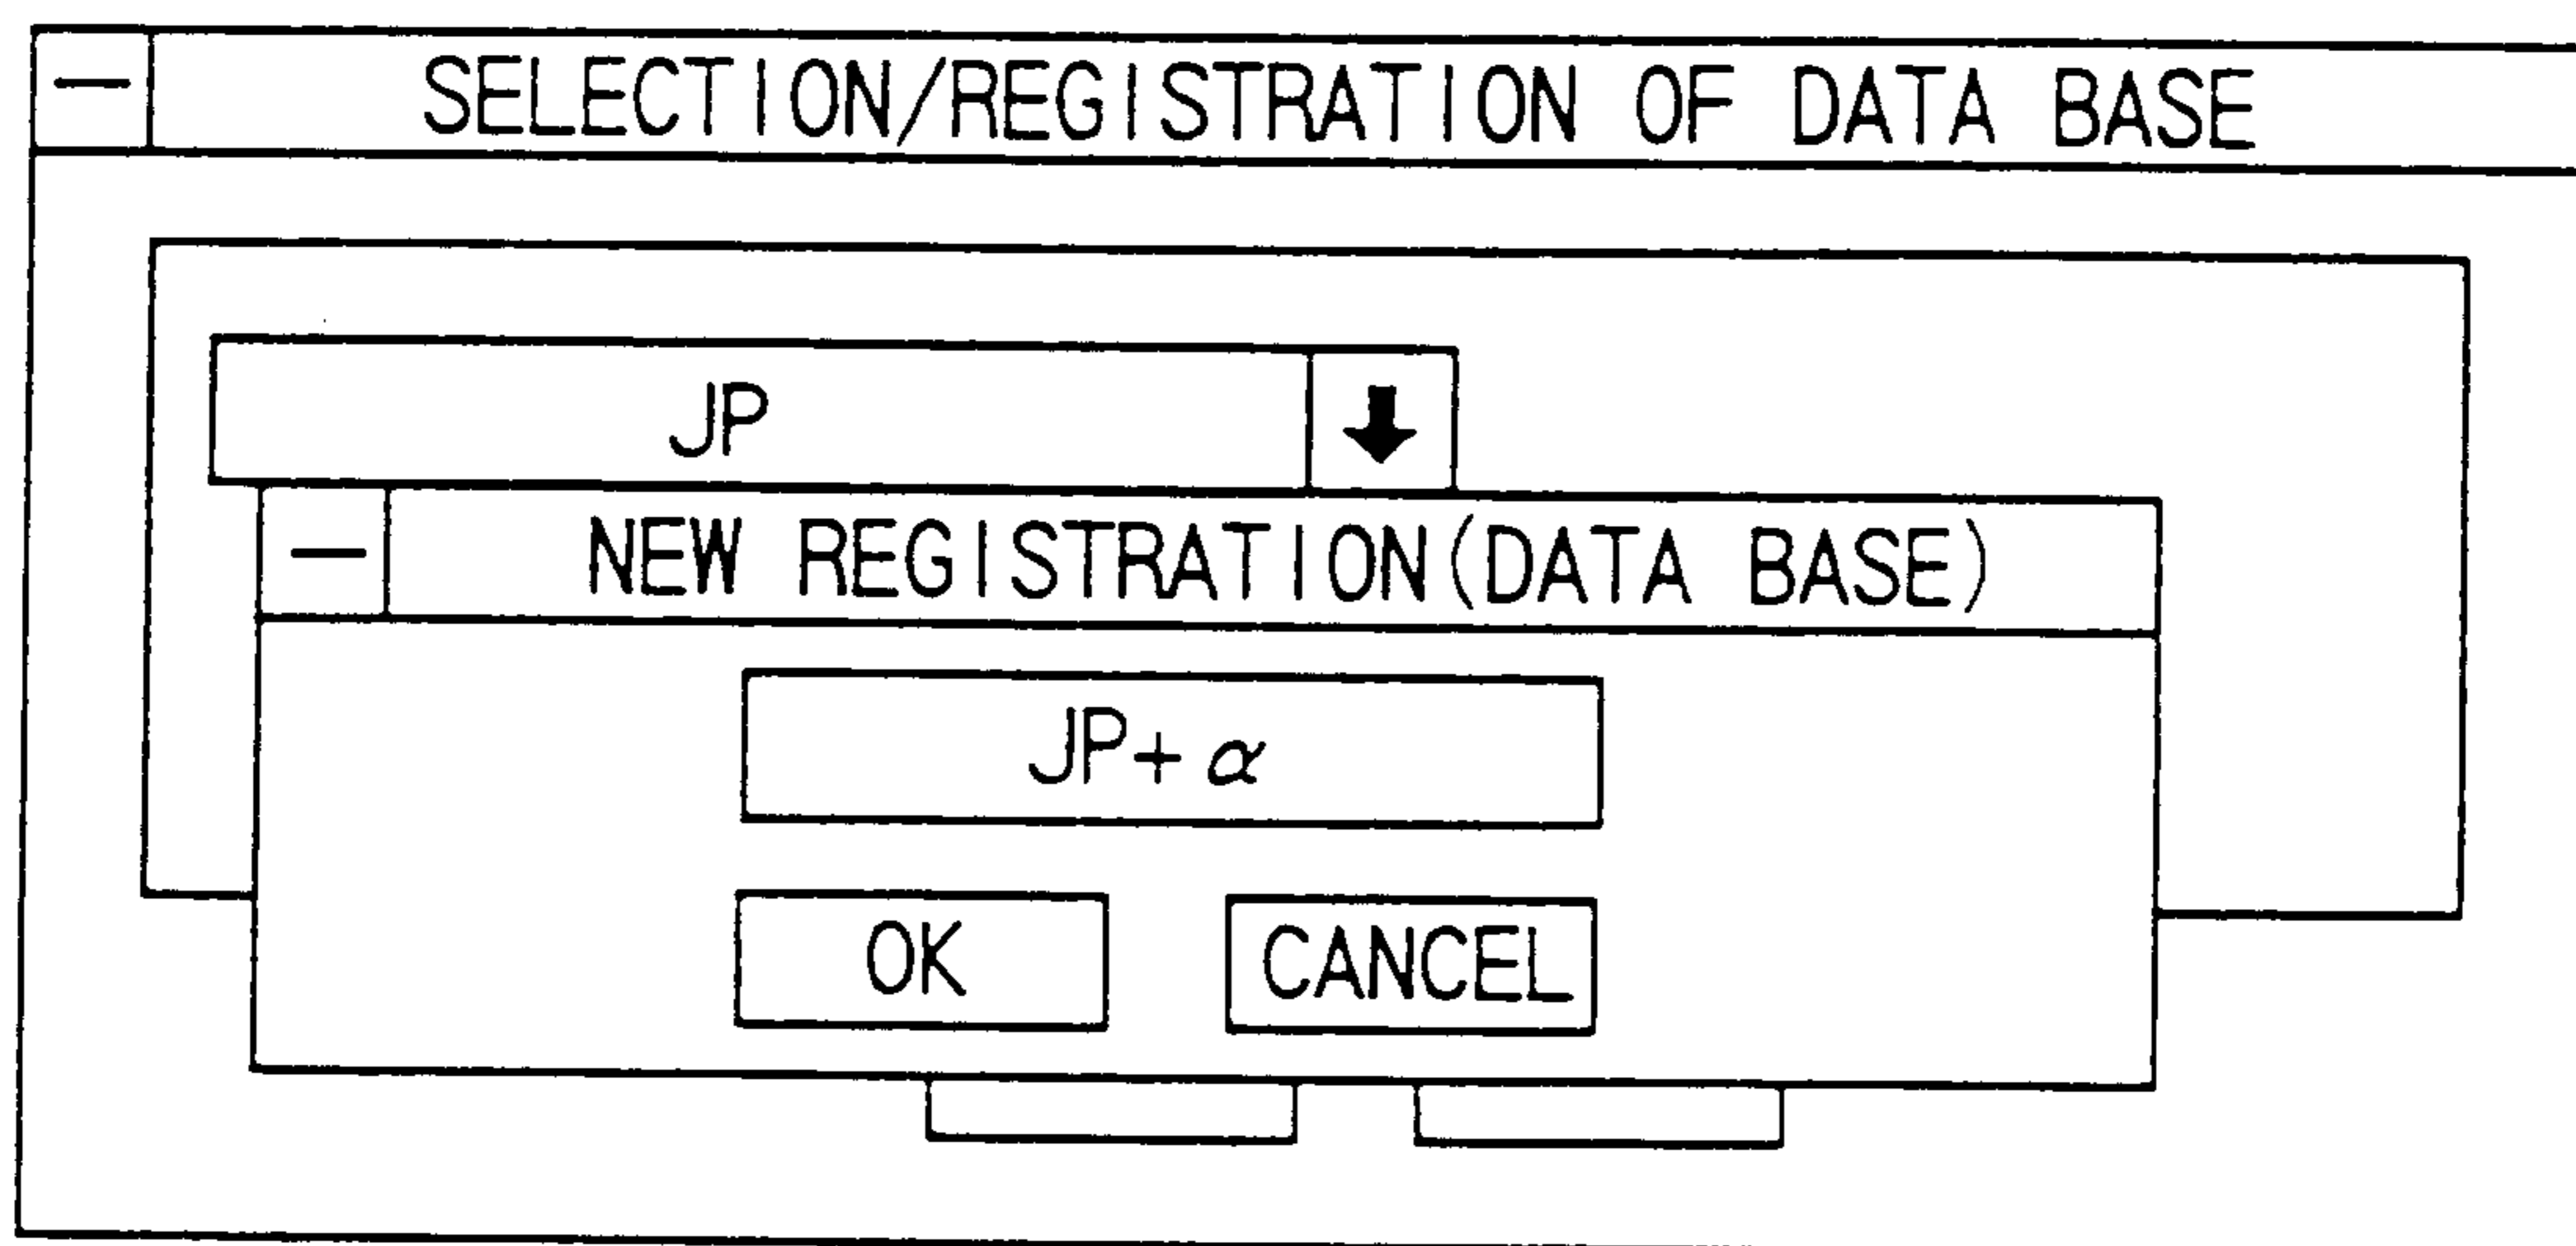 SELECTION/REGISTRATION OF DATA BASE
JP
NEW REGISTRATION(DATA BASE)
JP+α
OK CANCEL